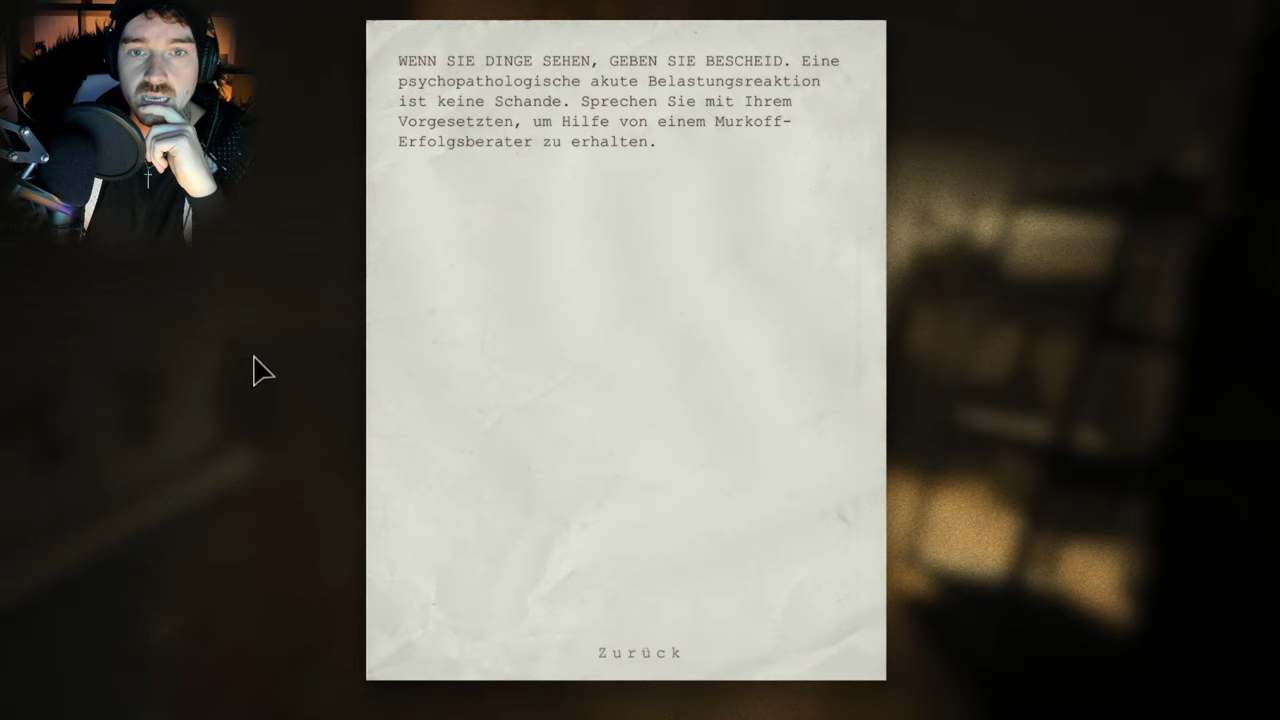 WENN SIE DINGE SEHEN, GEBEN SIE BESCHEID. Eine
psychopathologische akute Belastungsreaktion
ist keine Schande. Sprechen Sie mit Ihrem
Vorgesetzten, um Hilfe von einem Murkoff-
Erfolgsberater zu erhalten.
Zurück